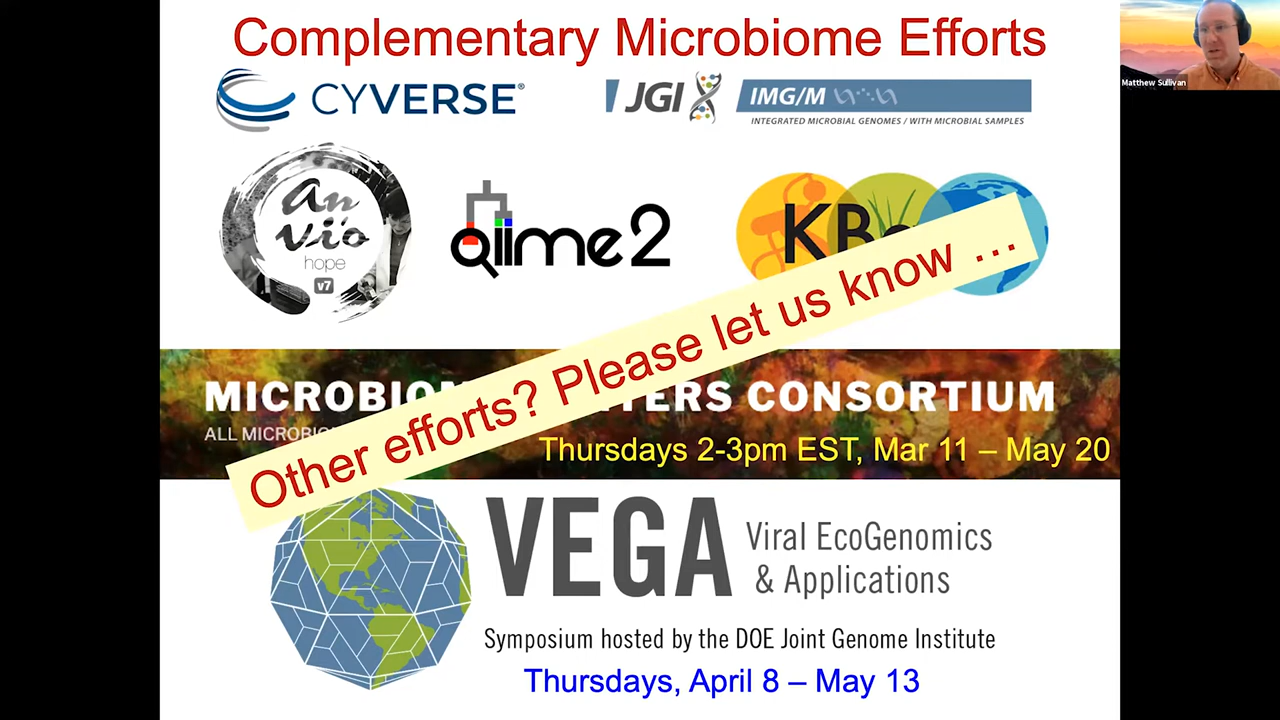 Complementary Microbiome Efforts
Matthew Sullivan
CYVERSE®
JGI IMG/M
INTEGRATED MICROBIAL GENOMES / WITH MICROBIAL SAMPLES
an
vi'o
hope
v7
qiime2
KB
Other efforts? Please let us know ...
MICROBIO TERS CONSORTIUM
ALL MICROBI
Thursdays 2-3pm EST, Mar 11 – May 20
VEGA
Viral EcoGenomics
& Applications
Symposium hosted by the DOE Joint Genome Institute
Thursdays, April 8 – May 13